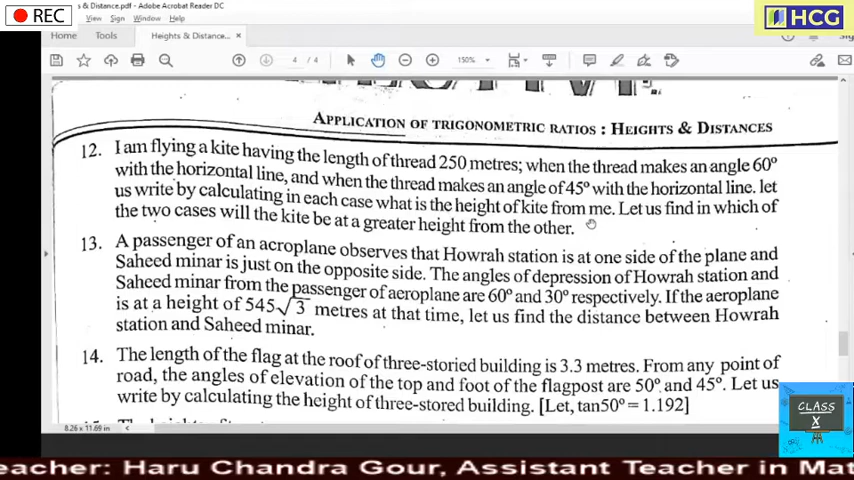 REC
s & Distance.pdf - Adobe Acrobat Reader DC
View Sign Window Help
HCG
Home Tools Heights & Distance... ×
4 / 4 150%
APPLICATION OF TRIGONOMETRIC RATIOS : HEIGHTS & DISTANCES
12. I am flying a kite having the length of thread 250 metres; when the thread makes an angle 60°
with the horizontal line, and when the thread makes an angle of 45° with the horizontal line. let
us write by calculating in each case what is the height of kite from me. Let us find in which of
the two cases will the kite be at a greater height from the other.
13. A passenger of an acroplane observes that Howrah station is at one side of the plane and
Saheed minar is just on the opposite side. The angles of depression of Howrah station and
Saheed minar from the passenger of aeroplane are 60° and 30° respectively. If the aeroplane
is at a height of 545√3 metres at that time, let us find the distance between Howrah
station and Saheed minar.
14. The length of the flag at the roof of three-storied building is 3.3 metres. From any point of
road, the angles of elevation of the top and foot of the flagpost are 50° and 45°. Let us
write by calculating the height of three-stored building. [Let, tan50° = 1.192]
8.26 x 11.69 in
CLASS
X
eacher: Haru Chandra Gour, Assistant Teacher in Mat